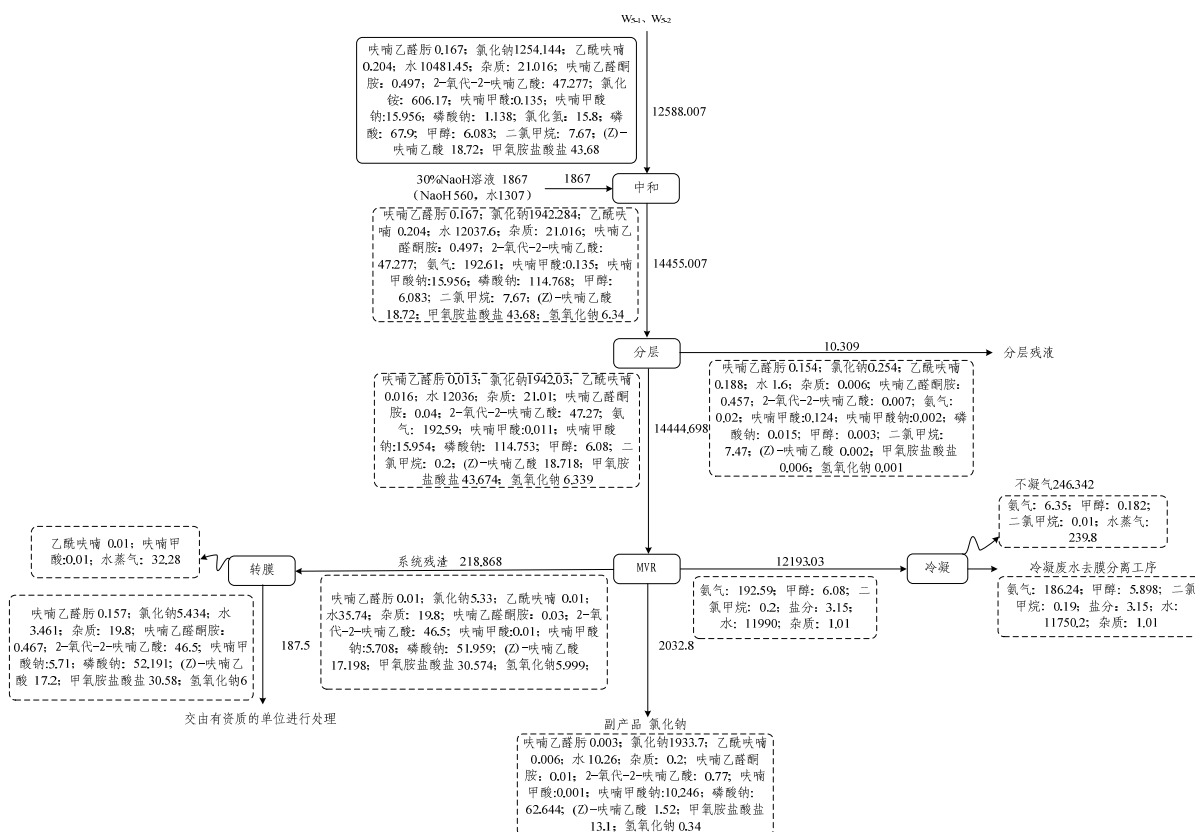 W5-1、W5-2
呋喃乙醛肟 0.167；氯化钠1254.144；乙酰呋喃
0.204；水 10481.45；杂质：21.016；呋喃乙醛酮
胺：0.497；2-氧代-2-呋喃乙酸：47.277；氯化
铵：606.17；呋喃甲酸:0.135；呋喃甲酸
钠:15.956；磷酸钠：1.138；氯化氢：15.8；磷
酸：67.9；甲醇：6.083；二氯甲烷：7.67；(Z)-
呋喃乙酸 18.72；甲氧胺盐酸盐 43.68
12588.007
30%NaOH溶液 1867
（NaOH 560，水1307）
1867
中和
呋喃乙醛肟 0.167；氯化钠1942.284；乙酰呋
喃 0.204；水 12037.6；杂质：21.016；呋喃乙
醛酮胺：0.497；2-氧代-2-呋喃乙酸：
47.277；氨气：192.61；呋喃甲酸:0.135；呋喃
甲酸钠:15.956；磷酸钠：114.768；甲醇：
6.083；二氯甲烷：7.67；(Z)-呋喃乙酸
18.72；甲氧胺盐酸盐 43.68；氢氧化钠 6.34
14455.007
分层
10.309
分层残液
呋喃乙醛肟 0.013；氯化钠1942.03；乙酰呋喃
0.016；水 12036；杂质：21.01；呋喃乙醛酮
胺：0.04；2-氧代-2-呋喃乙酸：47.27；氨
气：192.59；呋喃甲酸:0.011；呋喃甲酸
钠:15.954；磷酸钠：114.753；甲醇：6.08；二
氯甲烷：0.2；(Z)-呋喃乙酸 18.718；甲氧胺
盐酸盐 43.674；氢氧化钠 6.339
14444.698
呋喃乙醛肟 0.154；氯化钠0.254；乙酰呋喃
0.188；水 1.6；杂质：0.006；呋喃乙醛酮胺：
0.457；2-氧代-2-呋喃乙酸：0.007；氨气：
0.02；呋喃甲酸:0.124；呋喃甲酸钠:0.002；磷
酸钠：0.015；甲醇：0.003；二氯甲烷：
7.47；(Z)-呋喃乙酸 0.002；甲氧胺盐酸盐
0.006；氢氧化钠 0.001
不凝气246.342
氨气：6.35；甲醇：0.182；
二氯甲烷：0.01；水蒸气：
239.8
乙酰呋喃 0.01；呋喃甲
酸:0.01；水蒸气：32.28
转膜
系统残渣 218.868
MVR
12193.03
冷凝
冷凝废水去膜分离工序
氨气：186.24；甲醇：5.898；二氯
甲烷：0.19；盐分：3.15；水：
11750.2；杂质：1.01
氨气：192.59；甲醇：6.08；二
氯甲烷：0.2；盐分：3.15；
水：11990；杂质：1.01
呋喃乙醛肟 0.01；氯化钠5.33；乙酰呋喃 0.01；
水35.74；杂质：19.8；呋喃乙醛酮胺：0.03；2-氧
代-2-呋喃乙酸：46.5；呋喃甲酸:0.01；呋喃甲酸
钠:5.708；磷酸钠：51.959；(Z)-呋喃乙酸
17.198；甲氧胺盐酸盐 30.574；氢氧化钠5.999；
2032.8
187.5
呋喃乙醛肟 0.157；氯化钠5.434；水
3.461；杂质：19.8；呋喃乙醛酮胺：
0.467；2-氧代-2-呋喃乙酸：46.5；呋喃甲
酸钠:5.71；磷酸钠：52.191；(Z)-呋喃乙
酸 17.2；甲氧胺盐酸盐 30.58；氢氧化钠6
交由有资质的单位进行处理
副产品 氯化钠
呋喃乙醛肟 0.003；氯化钠1933.7；乙酰呋喃
0.006；水 10.26；杂质：0.2；呋喃乙醛酮
胺：0.01；2-氧代-2-呋喃乙酸：0.77；呋喃
甲酸:0.001；呋喃甲酸钠:10.246；磷酸钠：
62.644；(Z)-呋喃乙酸 1.52；甲氧胺盐酸盐
13.1；氢氧化钠 0.34